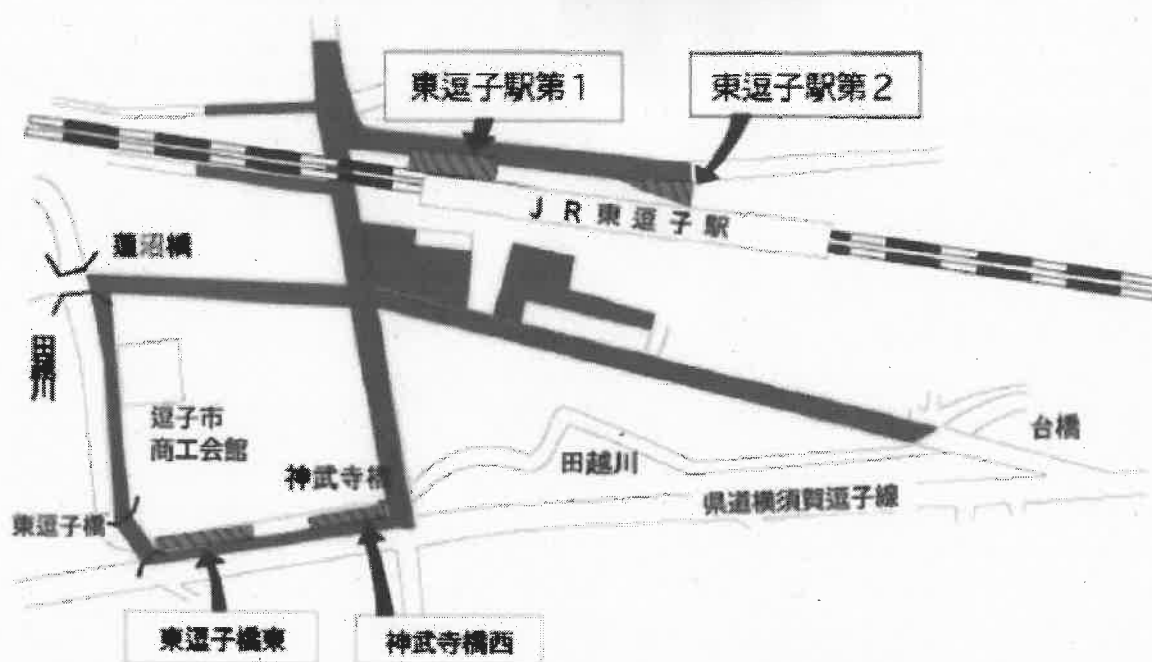 東逗子駅第1
東逗子駅第2
JR東逗子駅
蓮沼橋
田越川
逗子市
商工会館
神武寺橋
田越川
台橋
県道横須賀逗子線
東逗子橋
東逗子橋東
神武寺橋西